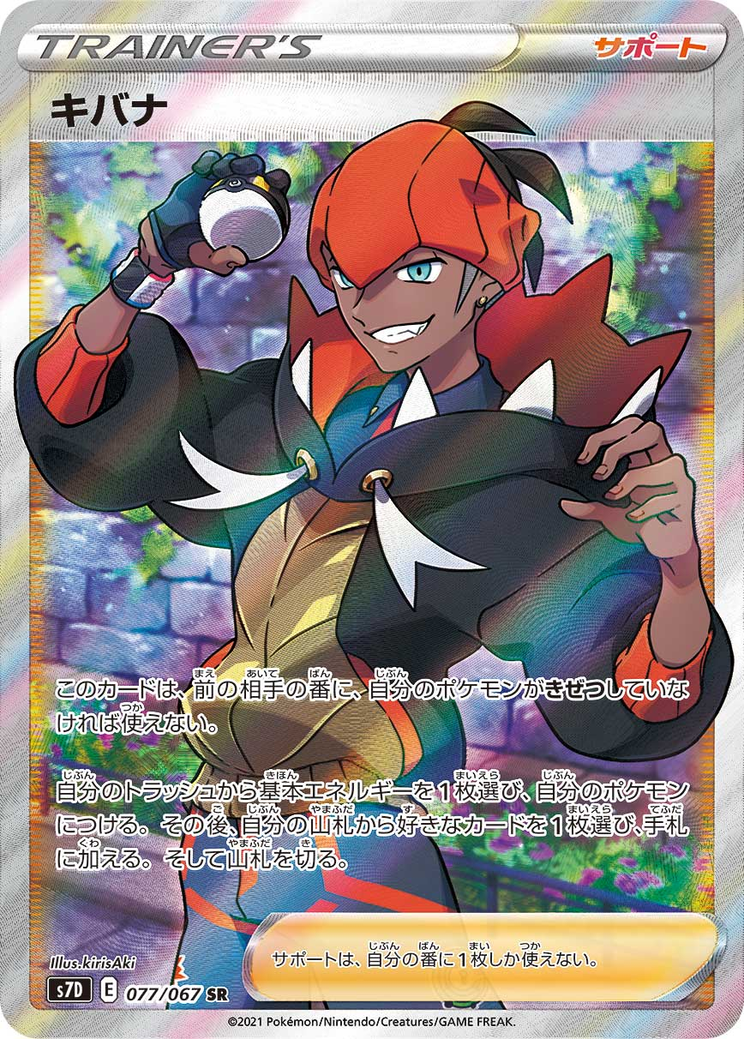 TRAINER'S サポート
キバナ
このカードは、前の相手の番に、自分のポケモンがきぜつしていな
ければ使えない。
自分のトラッシュから基本エネルギーを1枚選び、自分のポケモン
につける。その後、自分の山札から好きなカードを1枚選び、手札
に加える。そして山札を切る。
サポートは、自分の番に1枚しか使えない。
Illus.kirisAki
s7D E 077/067 SR
©2021 Pokémon/Nintendo/Creatures/GAME FREAK.